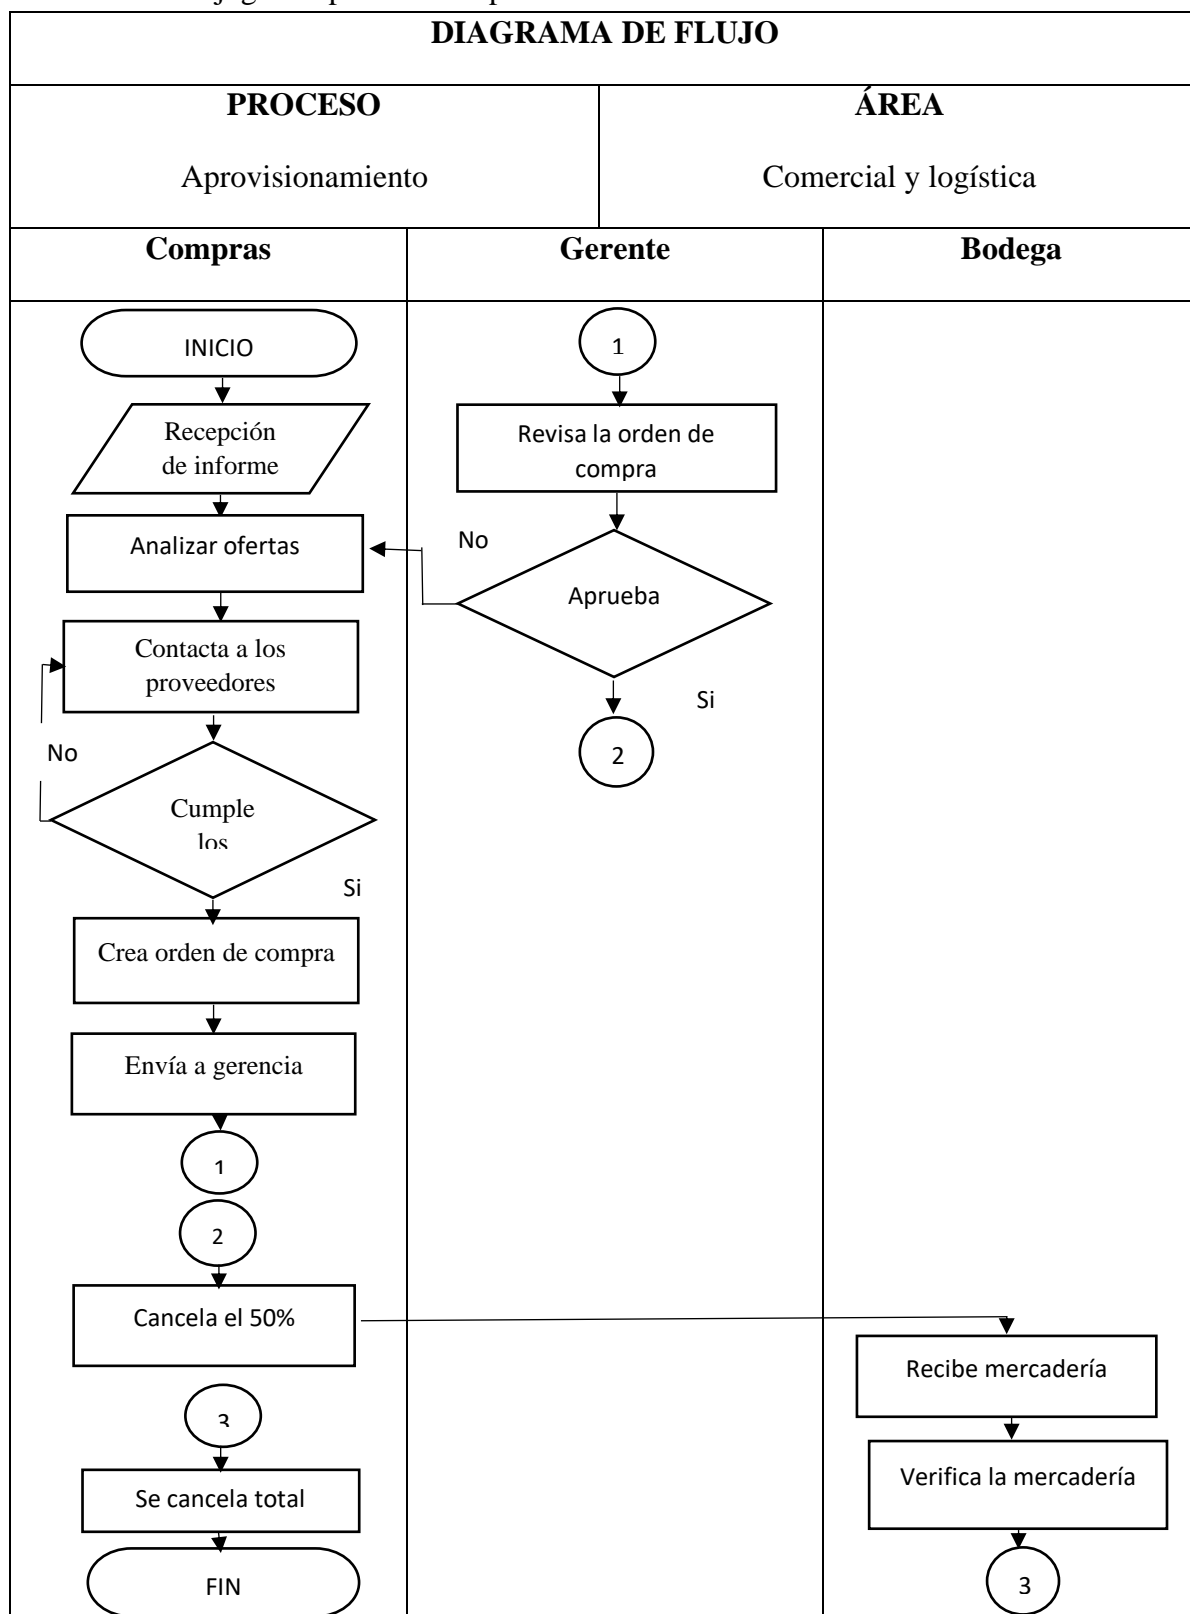 DIAGRAMA DE FLUJO
PROCESO
ÁREA
Aprovisionamiento
Comercial y logística
Compras
Gerente
Bodega
INICIO
Recepción
de informe
Analizar ofertas
Contacta a los
proveedores
No
Cumple
los
Si
Crea orden de compra
Envía a gerencia
1
2
Cancela el 50%
3
Se cancela total
FIN
1
Revisa la orden de
compra
No
Aprueba
Si
2
Recibe mercadería
Verifica la mercadería
3